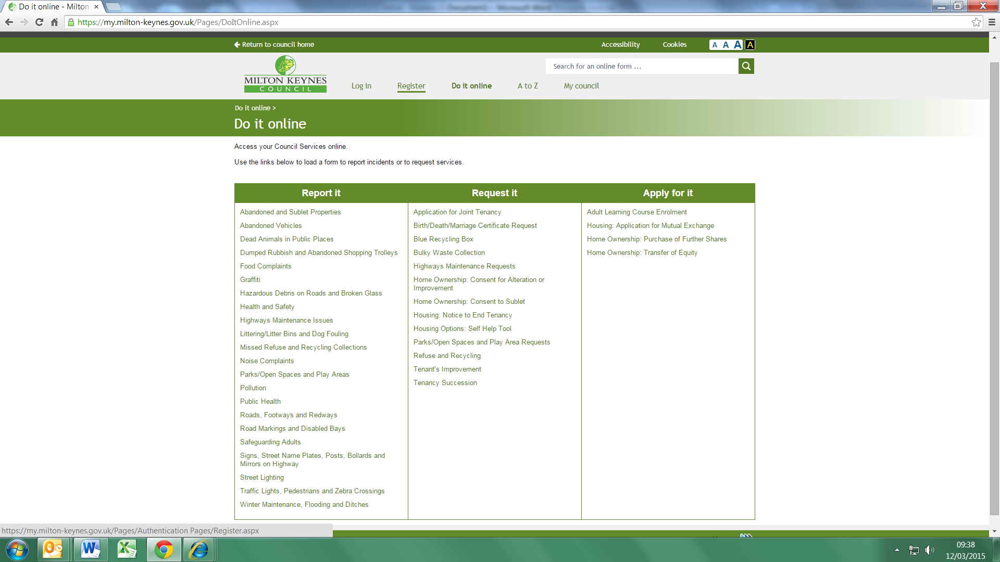 Do it online - Milton
https://my.milton-keynes.gov.uk/Pages/DoItOnline.aspx
Return to council home
Accessibility
Cookies
A A A A
MILTON KEYNES
COUNCIL
Search for an online form ...
Log in
Register
Do it online
A to Z
My council
Do it online >
Do it online
Access your Council Services online.
Use the links below to load a form to report incidents or to request services.
Report it
Abandoned and Sublet Properties
Abandoned Vehicles
Dead Animals in Public Places
Dumped Rubbish and Abandoned Shopping Trolleys
Food Complaints
Graffiti
Hazardous Debris on Roads and Broken Glass
Health and Safety
Highways Maintenance Issues
Littering/Litter Bins and Dog Fouling
Missed Refuse and Recycling Collections
Noise Complaints
Parks/Open Spaces and Play Areas
Pollution
Public Health
Roads, Footways and Redways
Road Markings and Disabled Bays
Safeguarding Adults
Signs, Street Name Plates, Posts, Bollards and
Mirrors on Highway
Street Lighting
Traffic Lights, Pedestrians and Zebra Crossings
Winter Maintenance, Flooding and Ditches
Request it
Application for Joint Tenancy
Birth/Death/Marriage Certificate Request
Blue Recycling Box
Bulky Waste Collection
Highways Maintenance Requests
Home Ownership: Consent for Alteration or
Improvement
Home Ownership: Consent to Sublet
Housing: Notice to End Tenancy
Housing Options: Self Help Tool
Parks/Open Spaces and Play Area Requests
Refuse and Recycling
Tenant's Improvement
Tenancy Succession
Apply for it
Adult Learning Course Enrolment
Housing: Application for Mutual Exchange
Home Ownership: Purchase of Further Shares
Home Ownership: Transfer of Equity
https://my.milton-keynes.gov.uk/Pages/Authentication Pages/Register.aspx
09:38
12/03/2015